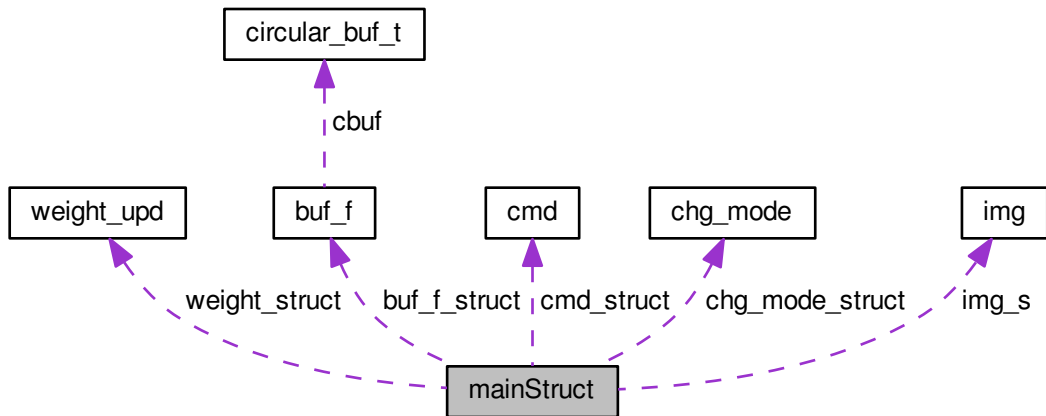 circular_buf_t
cbuf
weight_upd
buf_f
cmd
chg_mode
img
weight_struct
buf_f_struct
cmd_struct
chg_mode_struct
img_s
mainStruct